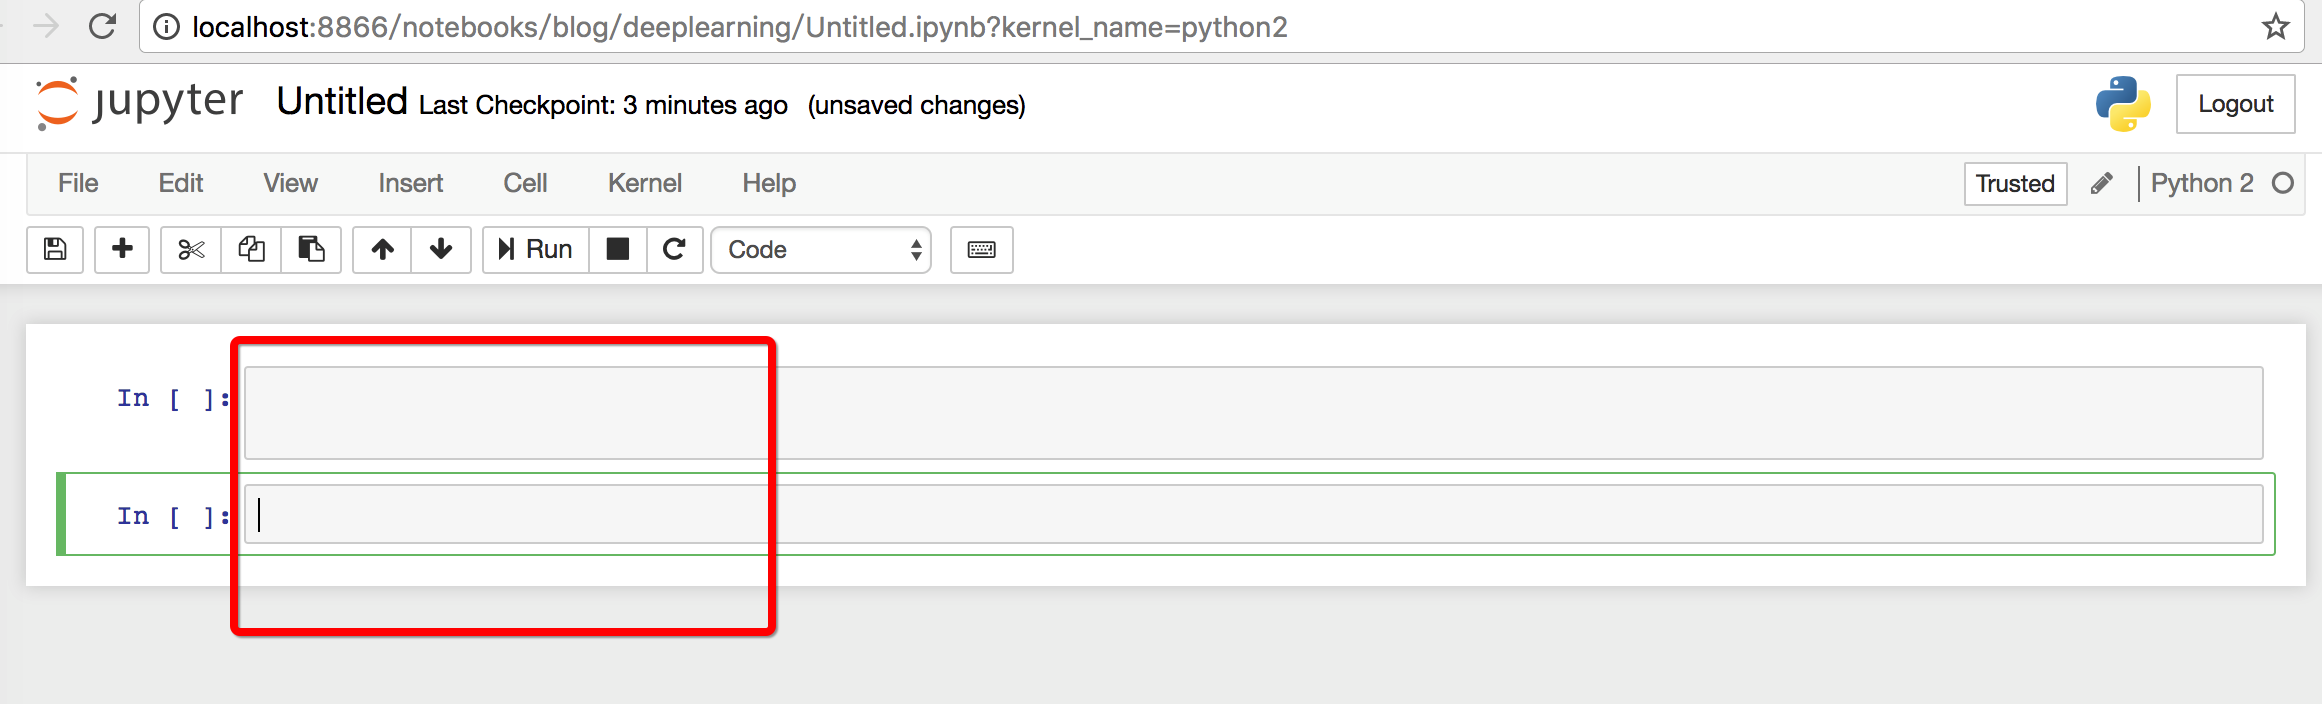 localhost:8866/notebooks/blog/deeplearning/Untitled.ipynb?kernel_name=python2
jupyter Untitled Last Checkpoint: 3 minutes ago (unsaved changes) Logout
File Edit View Insert Cell Kernel Help Trusted Python 2
Run Code
In [ ]:
In [ ]: